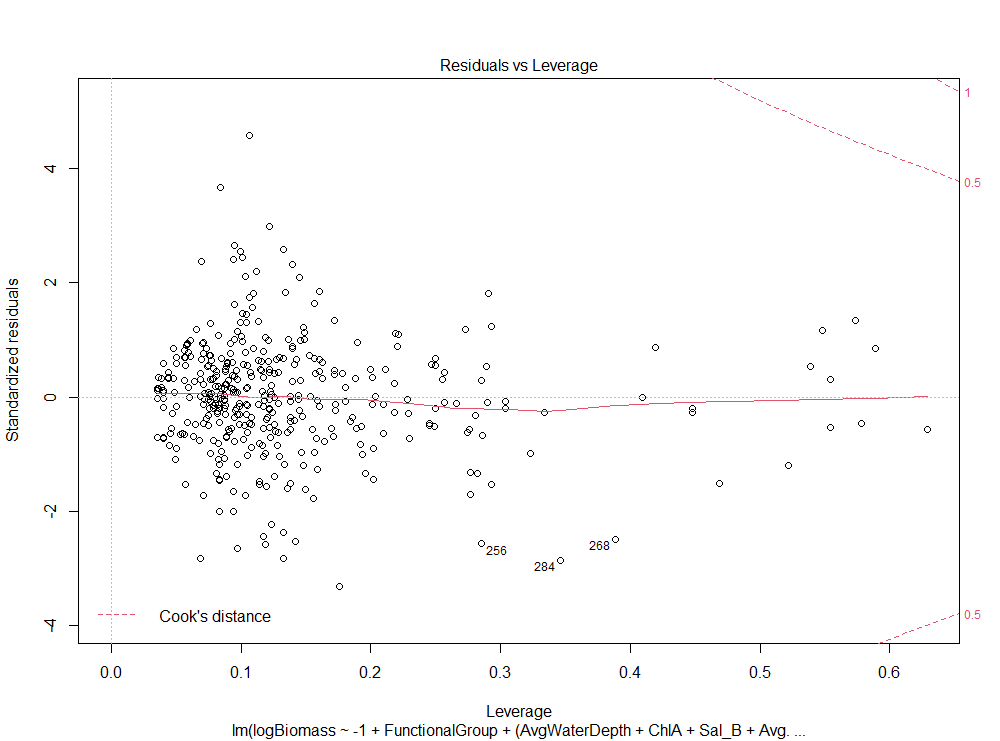 Residuals vs Leverage
1
0.5
4
2
0
-2
-4
Standardized residuals
256
284
268
Cook's distance
0.5
0.0 0.1 0.2 0.3 0.4 0.5 0.6
Leverage
lm(logBiomass ~ -1 + FunctionalGroup + (AvgWaterDepth + ChlA + Sal_B + Avg. ...